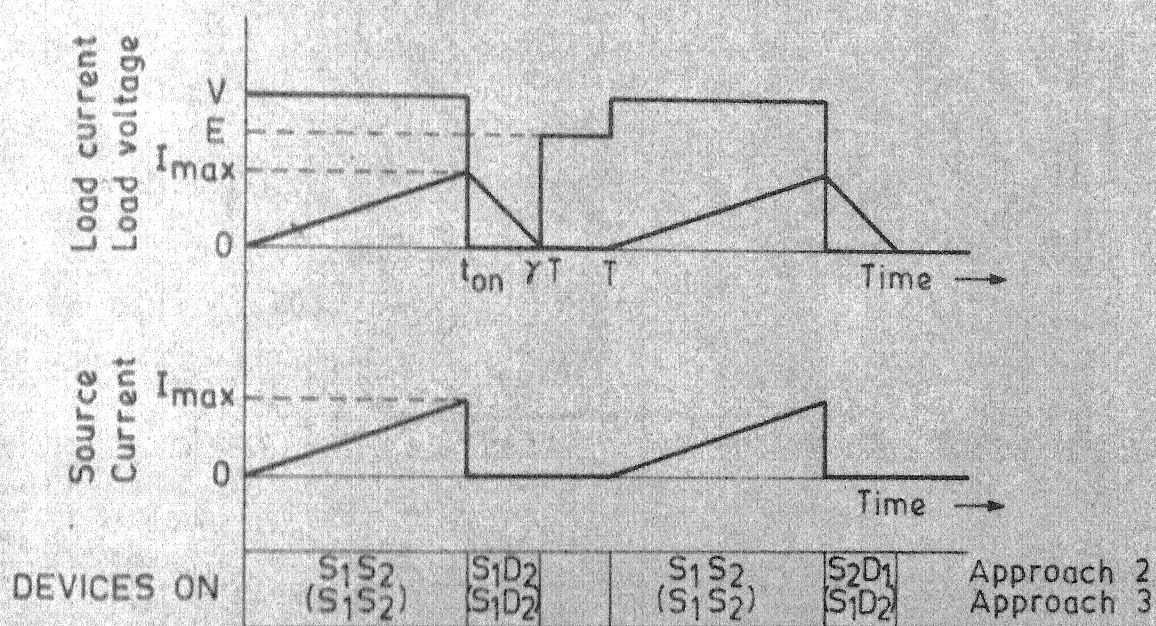 Load current
Load voltage
V
E
Imax
0
ton γT T
Time
Source
Current
Imax
0
Time
DEVICES ON
S1S2 S1D2 S1S2 S2D1 Approach 2
(S1S2) (S1D2) (S1S2) (S1D2) Approach 3